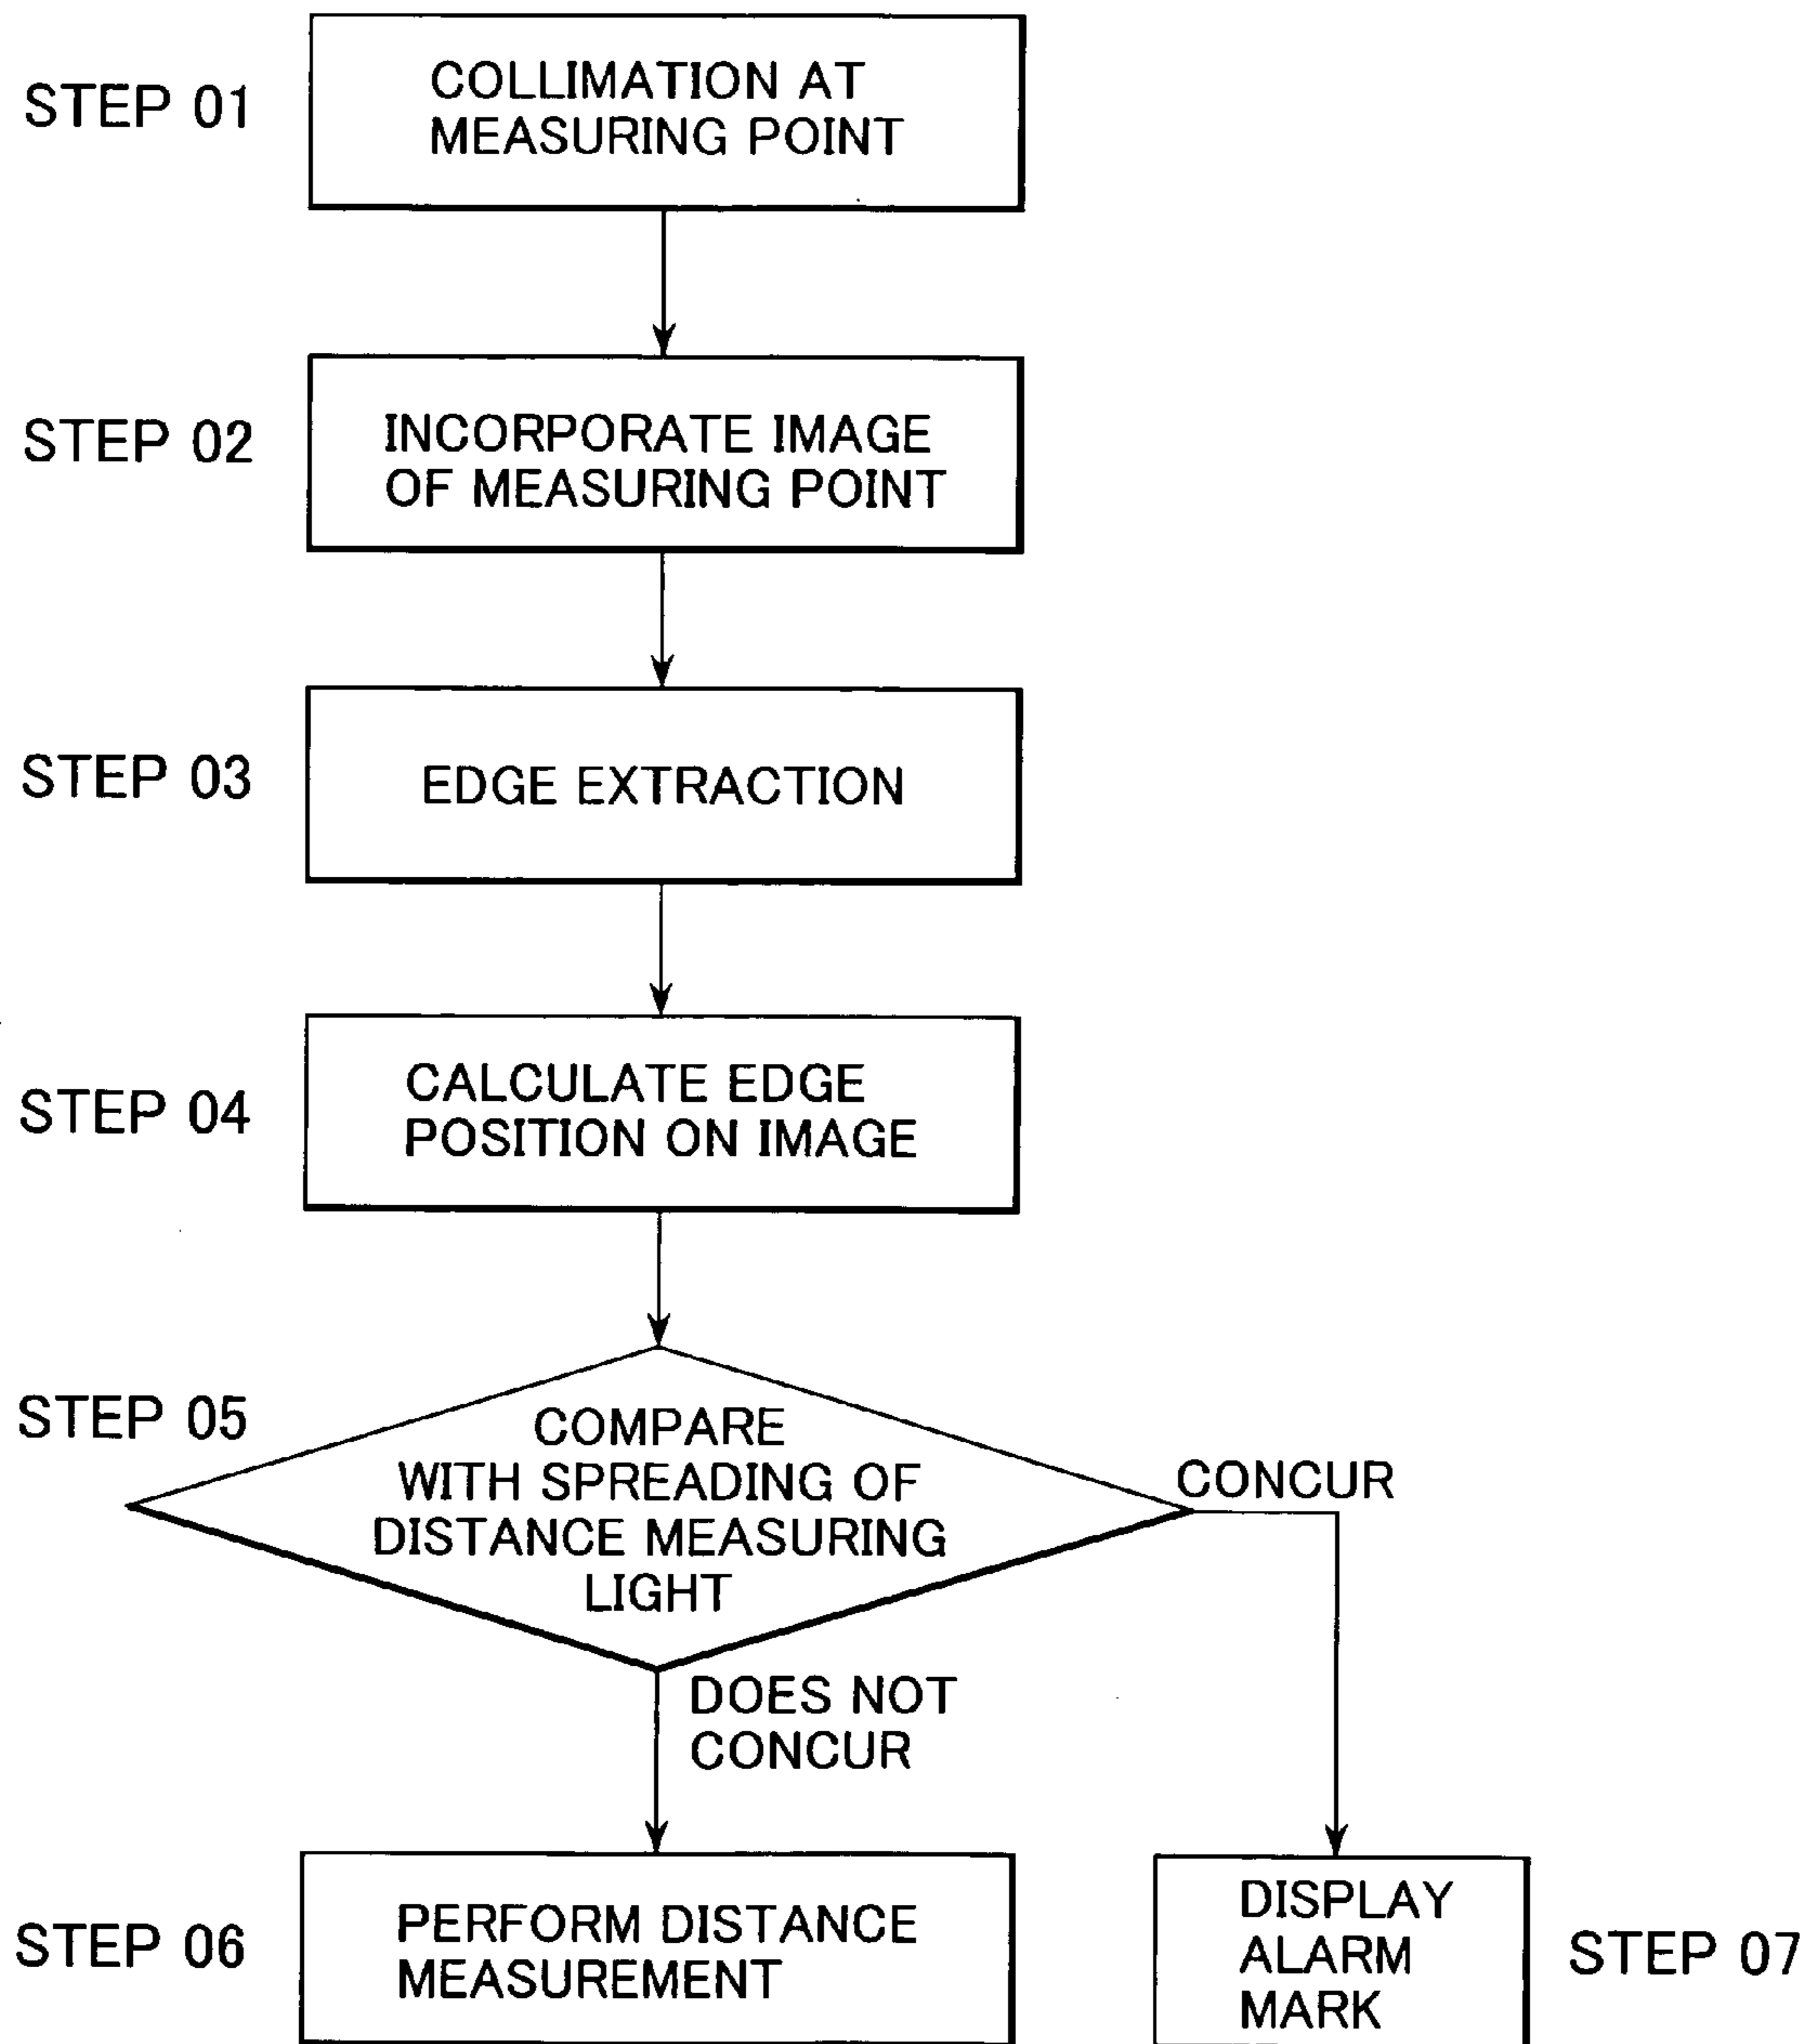 STEP 01
COLLIMATION AT
MEASURING POINT
STEP 02
INCORPORATE IMAGE
OF MEASURING POINT
STEP 03
EDGE EXTRACTION
STEP 04
CALCULATE EDGE
POSITION ON IMAGE
STEP 05
COMPARE
WITH SPREADING OF
DISTANCE MEASURING
LIGHT
CONCUR
DOES NOT
CONCUR
STEP 06
PERFORM DISTANCE
MEASUREMENT
DISPLAY
ALARM
MARK
STEP 07